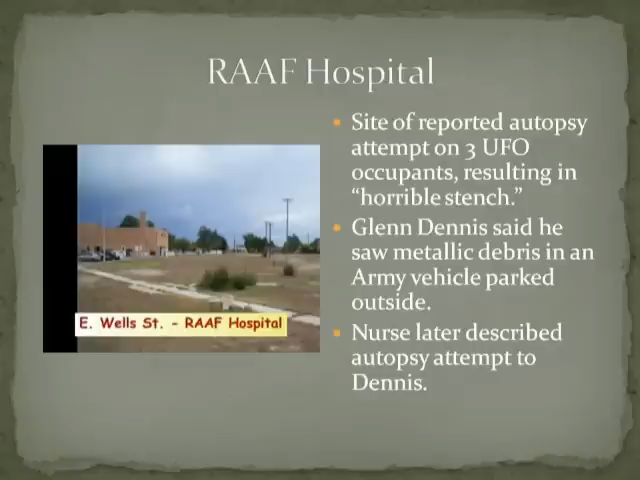 RAAF Hospital
Site of reported autopsy
attempt on 3 UFO
occupants, resulting in
“horrible stench.”
Glenn Dennis said he
saw metallic debris in an
Army vehicle parked
outside.
Nurse later described
autopsy attempt to
Dennis.
E. Wells St. - RAAF Hospital